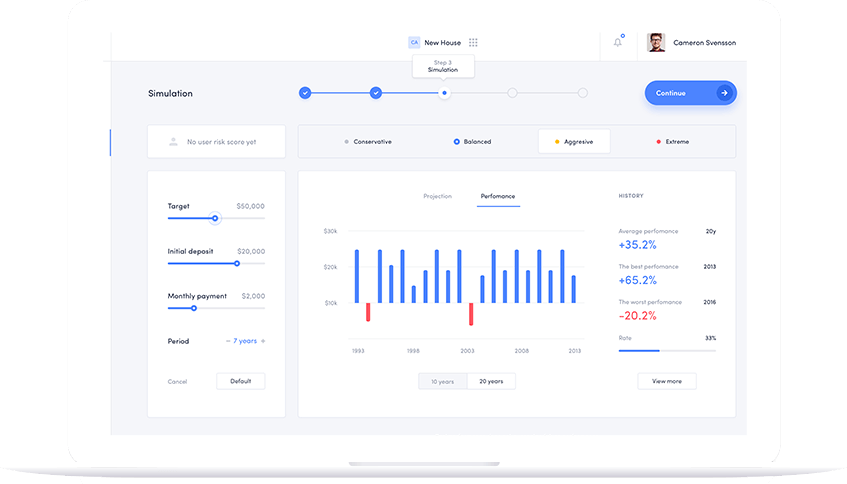 CA New House
Cameron Svensson
Step 3
Simulation
Simulation
Continue
No user risk score yet
Conservative
Balanced
Aggresive
Extreme
Target $50,000
Initial deposit $20,000
Monthly payment $2,000
Period − 7 years +
Cancel
Default
Projection
Perfomance
$30k
$20k
$10k
1993
1998
2003
2008
2013
10 years
20 years
HISTORY
Average perfomance 20y
+35.2%
The best perfomance 2013
+65.2%
The worst perfomance 2016
-20.2%
Rate 33%
View more